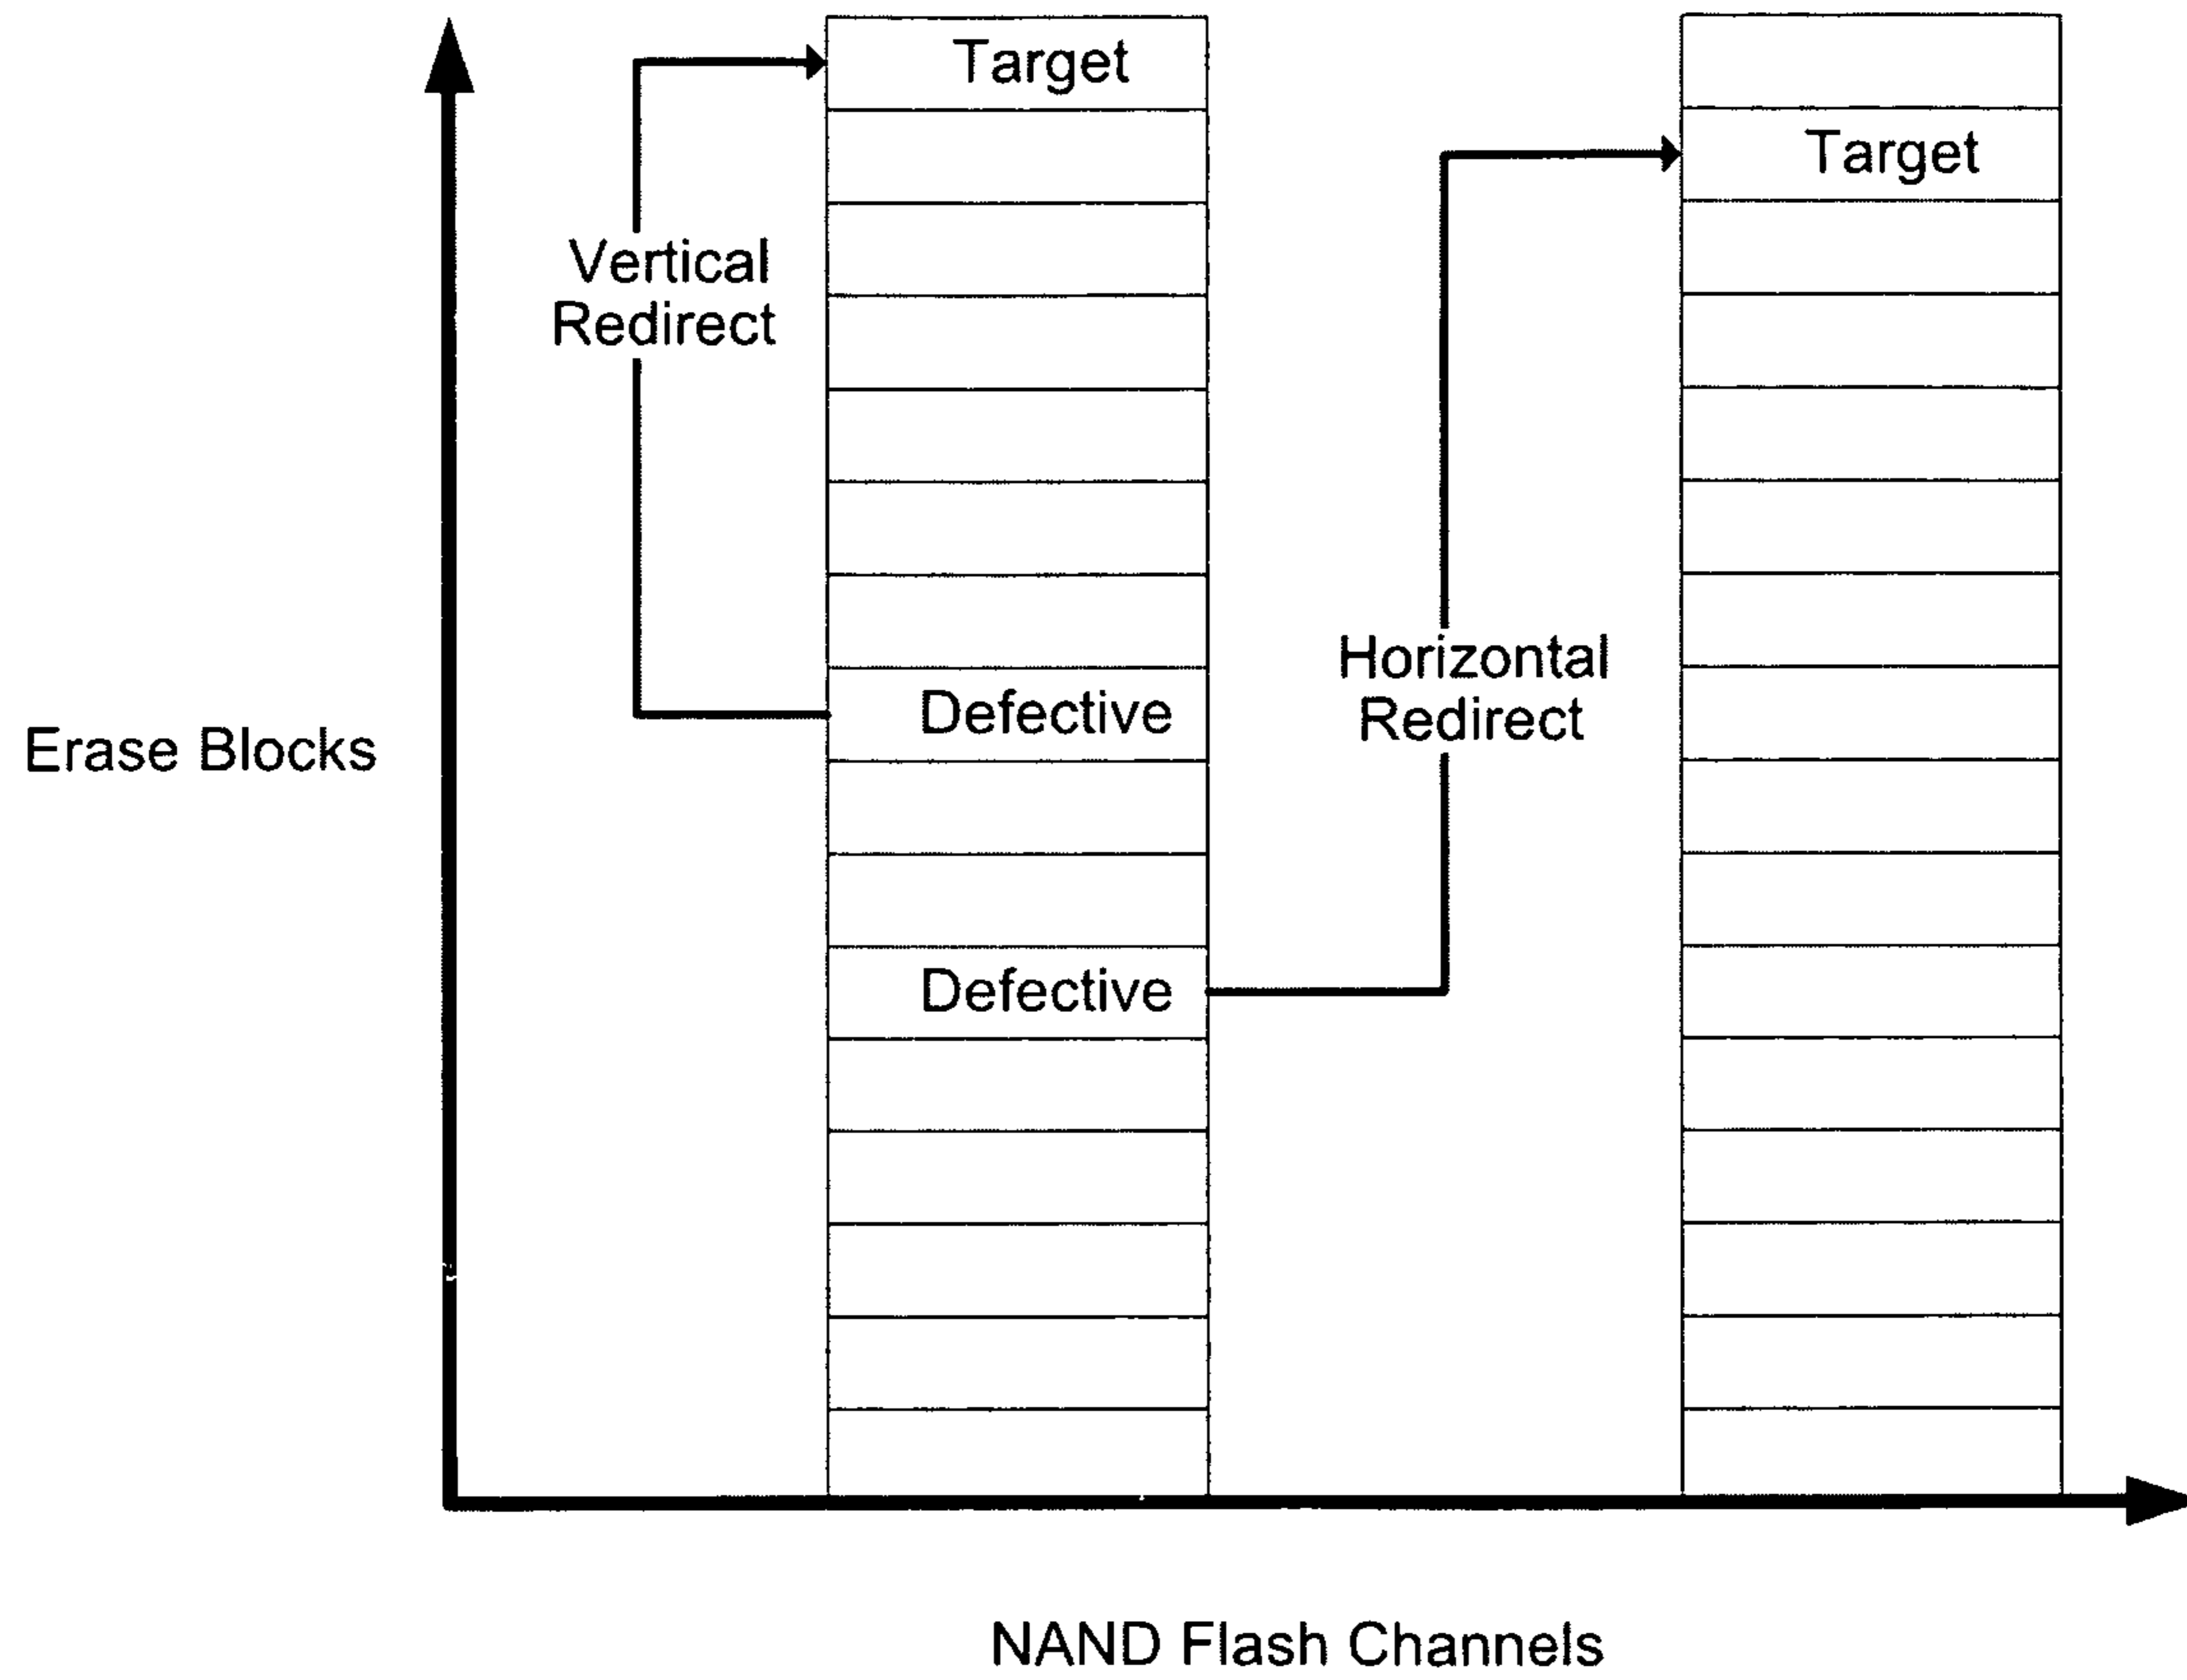 Target
Target
Vertical
Redirect
Horizontal
Redirect
Defective
Erase Blocks
Defective
NAND Flash Channels